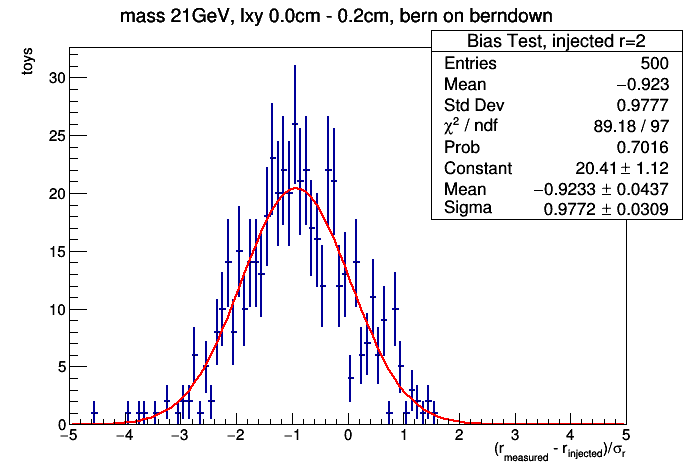 mass 21GeV, lxy 0.0cm - 0.2cm, bern on berndown
Bias Test, injected r=2
Entries 500
Mean −0.923
Std Dev 0.9777
χ² / ndf 89.18 / 97
Prob 0.7016
Constant 20.41 ± 1.12
Mean −0.9233 ± 0.0437
Sigma 0.9772 ± 0.0309
toys
30
25
20
15
10
5
0
−5 −4 −3 −2 −1 0 1 2 3 4 5
(r_measured - r_injected)/σ_r